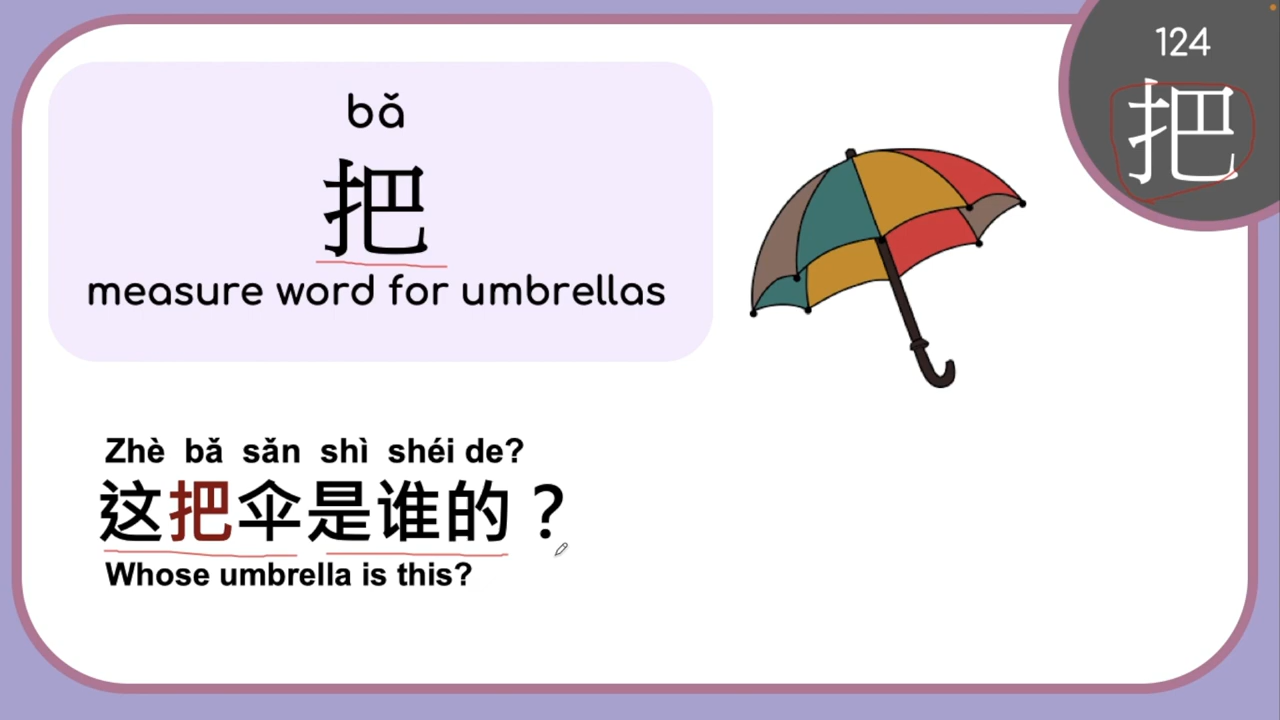 124
把
bǎ
把
measure word for umbrellas
Zhè bǎ sǎn shì shéi de?
这把伞是谁的？
Whose umbrella is this?